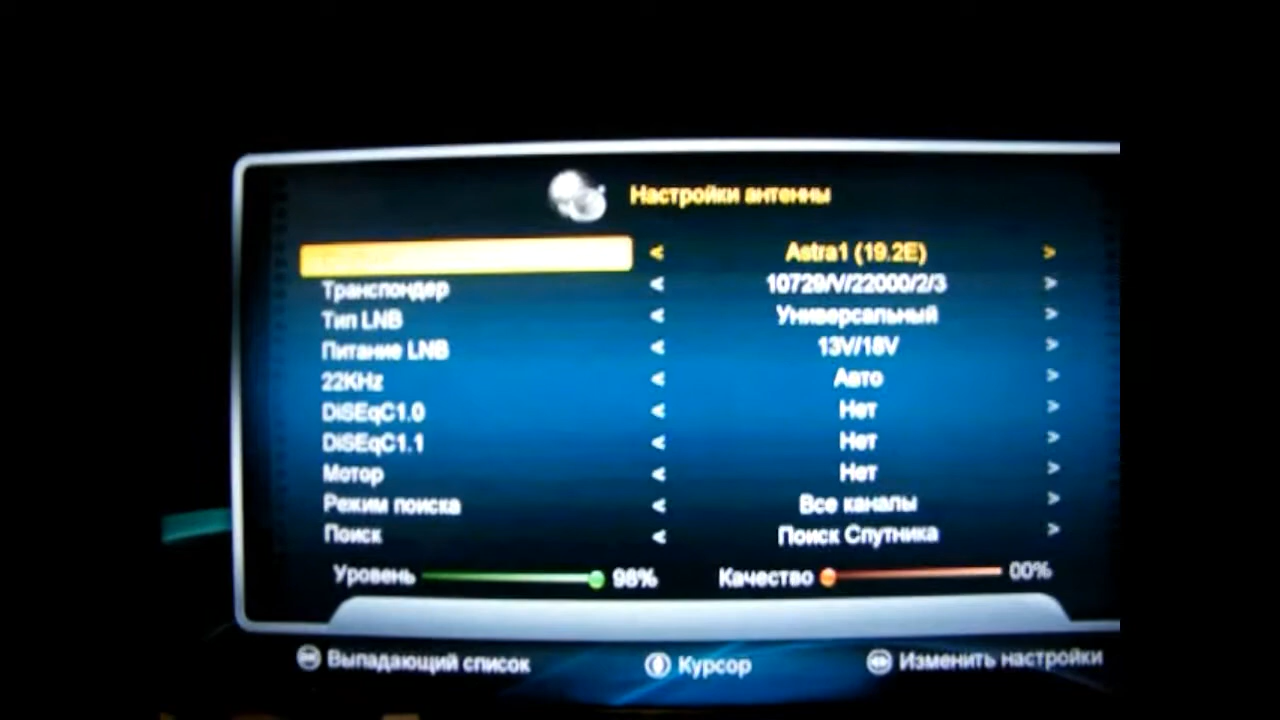 Настройки антенны
< Astra1 (19.2E) >
Транспондер < 10729/V/22000/2/3 >
Тип LNB < Универсальный >
Питание LNB < 13V/18V >
22KHz < Авто >
DiSEqC1.0 < Нет >
DiSEqC1.1 < Нет >
Мотор < Нет >
Режим поиска < Все каналы >
Поиск < Поиск Спутника >
Уровень 98% Качество 00%
Выпадающий список Курсор Изменить настройки